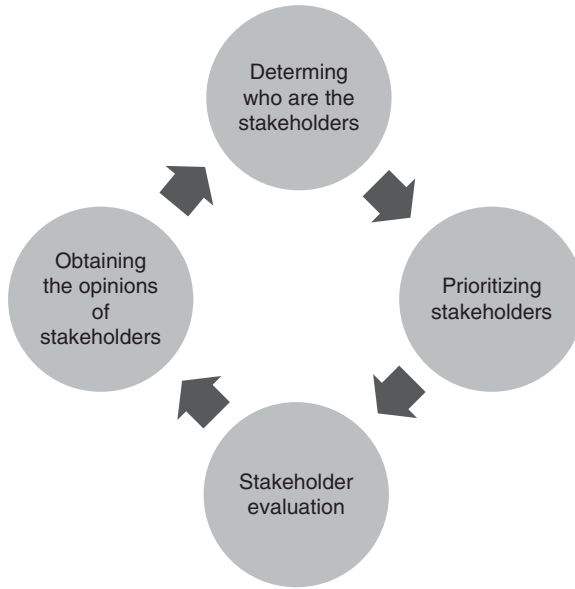 Determing
who are the
stakeholders
Prioritizing
stakeholders
Stakeholder
evaluation
Obtaining
the opinions
of
stakeholders